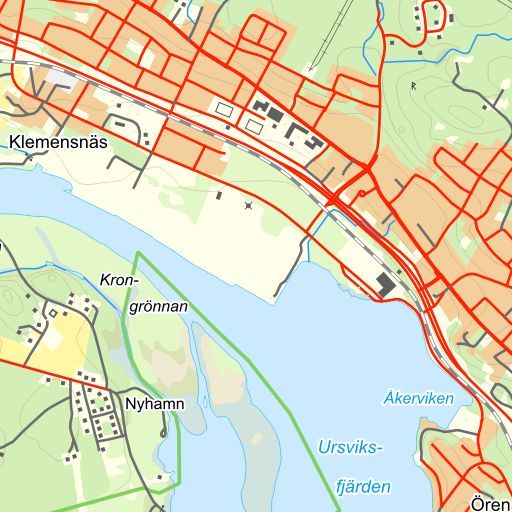 Klemensnäs
Kron-
grönnan
Nyhamn
Åkerviken
Ursviks-
fjärden
Ören
R